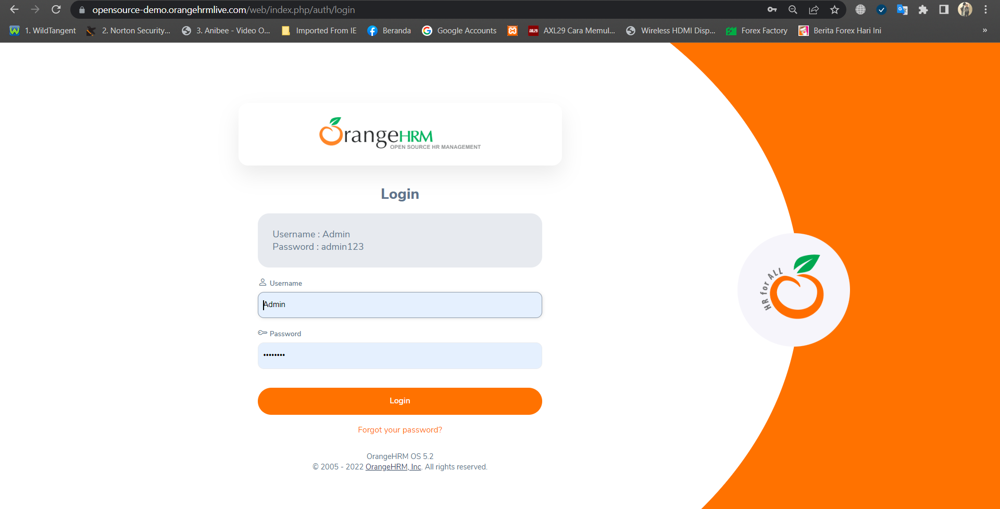 opensource-demo.orangehrmlive.com/web/index.php/auth/login
1. WildTangent
2. Norton Security...
3. Anibee - Video O...
Imported From IE
Beranda
Google Accounts
AXL29 Cara Memul...
Wireless HDMI Disp...
Forex Factory
Berita Forex Hari Ini
»
OrangeHRM
OPEN SOURCE HR MANAGEMENT
Login
Username : Admin
Password : admin123
Username
Admin
Password
••••••••
Login
Forgot your password?
OrangeHRM OS 5.2
© 2005 - 2022 OrangeHRM, Inc. All rights reserved.
HR for ALL